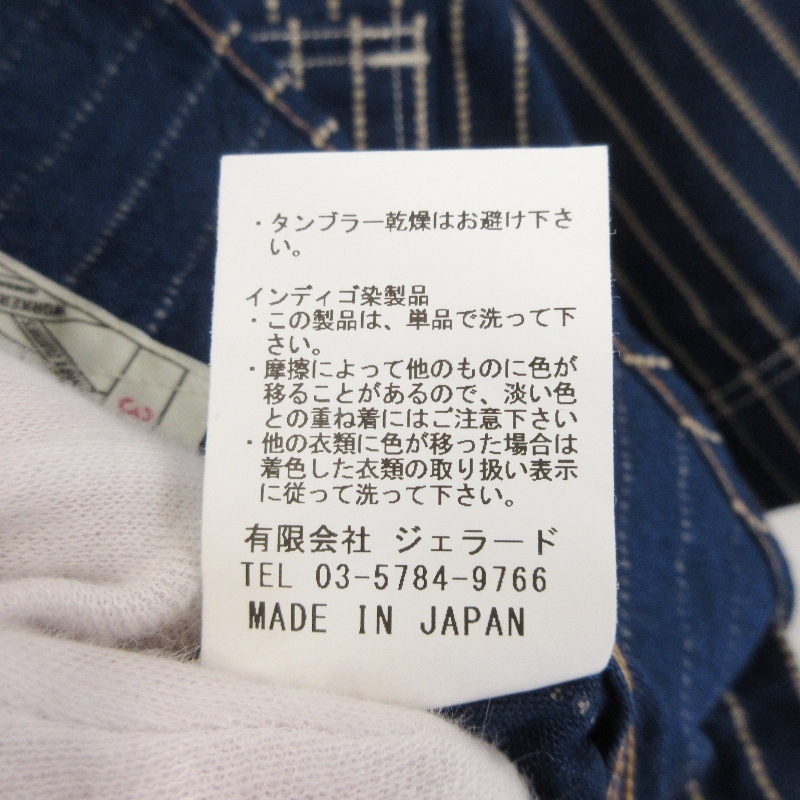 ・タンブラー乾燥はお避け下さ
い。
インディゴ染製品
・この製品は、単品で洗って下
さい。
・摩擦によって他のものに色が
移ることがあるので、淡い色
との重ね着にはご注意下さい
・他の衣類に色が移った場合は
着色した衣類の取り扱い表示
に従って洗って下さい。
有限会社 ジェラード
TEL 03-5784-9766
MADE IN JAPAN
3